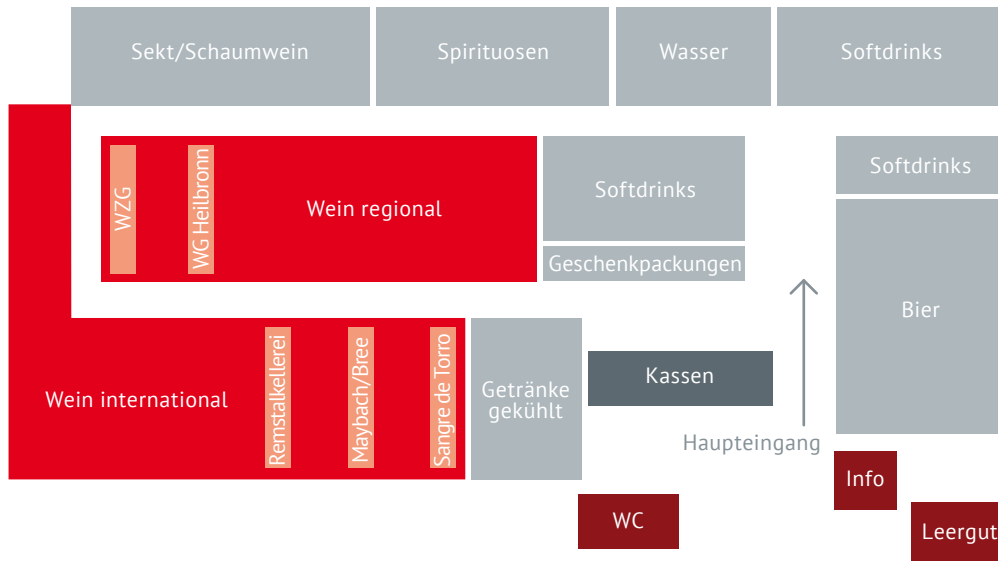 Sekt/Schaumwein
Spirituosen
Wasser
Softdrinks
WZG
WG Heilbronn
Wein regional
Softdrinks
Geschenkpackungen
Softdrinks
Bier
Wein international
Remstalkellerei
Maybach/Bree
Sangre de Torro
Getränke
gekühlt
Kassen
Haupteingang
Info
WC
Leergut